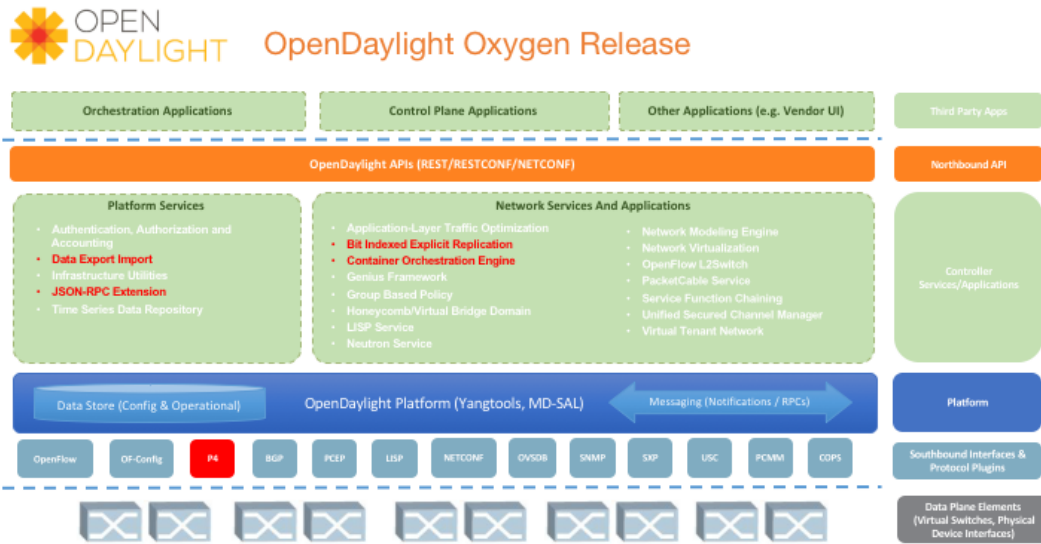 OPEN
DAYLIGHT
OpenDaylight Oxygen Release
Orchestration Applications
Control Plane Applications
Other Applications (e.g. Vendor UI)
Third Party Apps
OpenDaylight APIs (REST/RESTCONF/NETCONF)
Northbound API
Platform Services
• Authentication, Authorization and
Accounting
• Data Export Import
• Infrastructure Utilities
• JSON-RPC Extension
• Time Series Data Repository
Network Services And Applications
• Application-Layer Traffic Optimization
• Bit Indexed Explicit Replication
• Container Orchestration Engine
• Genius Framework
• Group Based Policy
• Honeycomb/Virtual Bridge Domain
• LISP Service
• Neutron Service
• Network Modeling Engine
• Network Virtualization
• OpenFlow L2Switch
• PacketCable Service
• Service Function Chaining
• Unified Secured Channel Manager
• Virtual Tenant Network
Controller
Services/Applications
Data Store (Config & Operational)
OpenDaylight Platform (Yangtools, MD-SAL)
Messaging (Notifications / RPCs)
Platform
OpenFlow
OF-Config
P4
BGP
PCEP
LISP
NETCONF
OVSDB
SNMP
SXP
USC
PCMM
COPS
Southbound Interfaces &
Protocol Plugins
Data Plane Elements
(Virtual Switches, Physical
Device Interfaces)